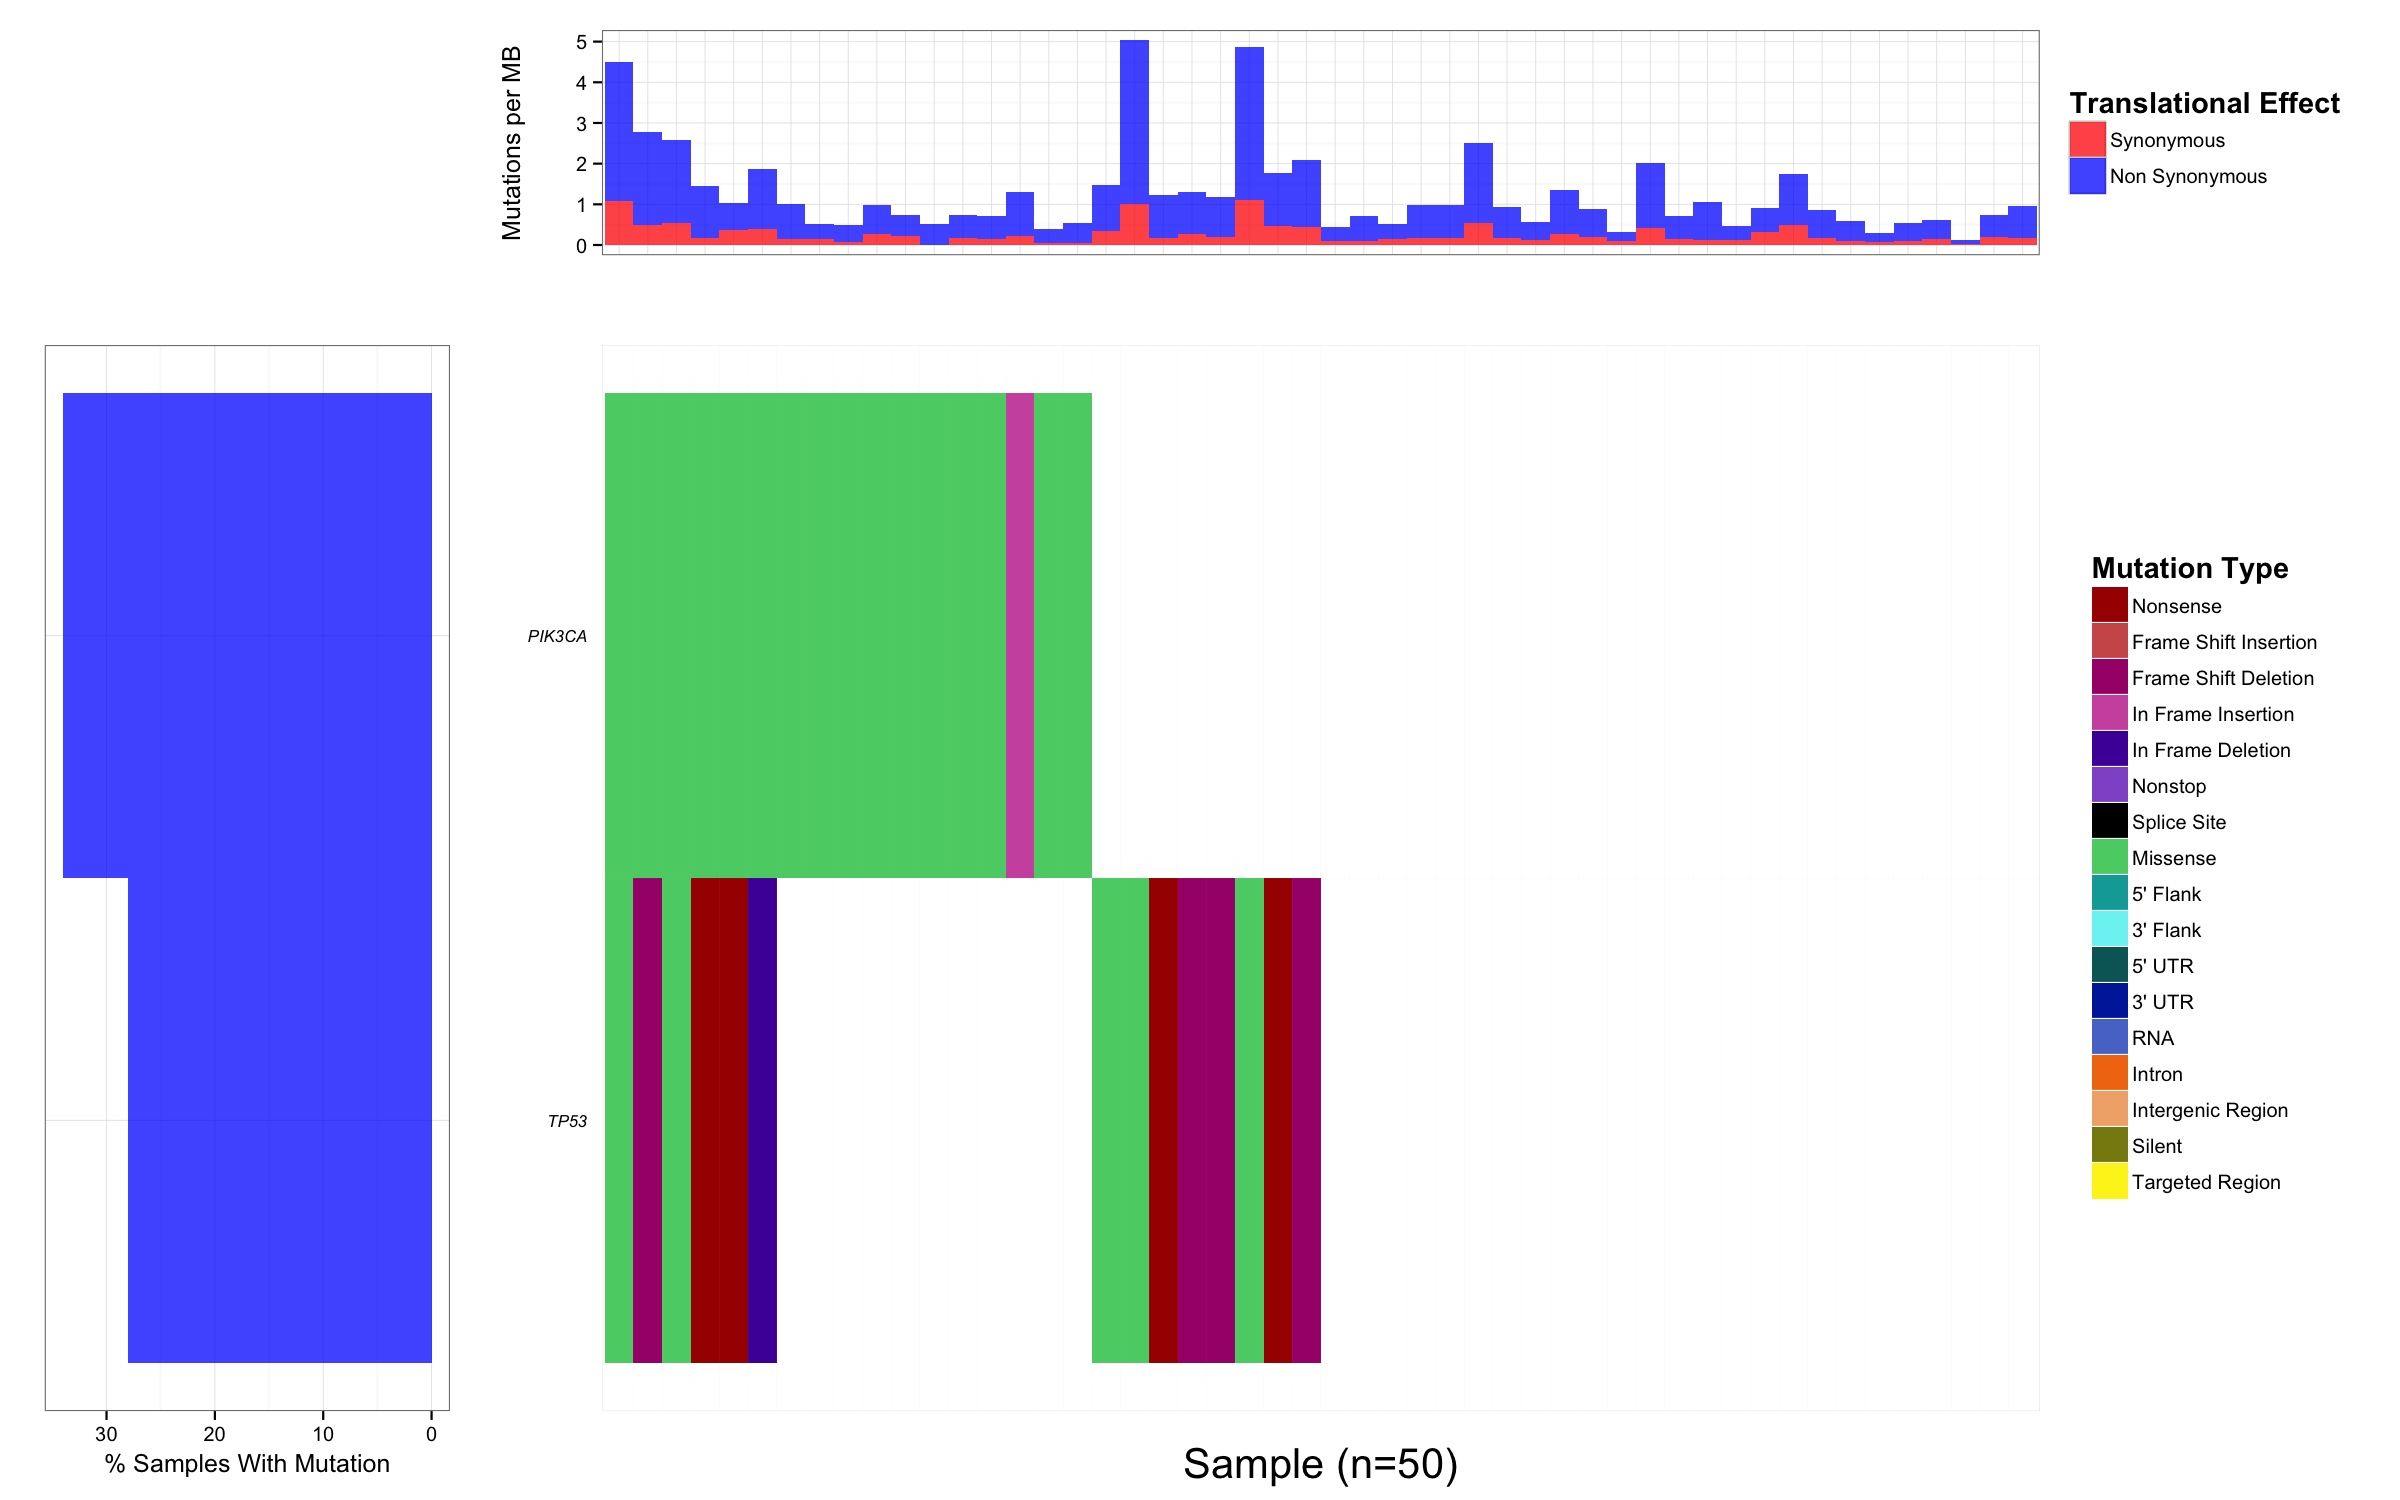 Mutations per MB
5
4
3
2
1
0
Translational Effect
Synonymous
Non Synonymous
PIK3CA
TP53
Mutation Type
Nonsense
Frame Shift Insertion
Frame Shift Deletion
In Frame Insertion
In Frame Deletion
Nonstop
Splice Site
Missense
5' Flank
3' Flank
5' UTR
3' UTR
RNA
Intron
Intergenic Region
Silent
Targeted Region
30 20 10 0
% Samples With Mutation
Sample (n=50)